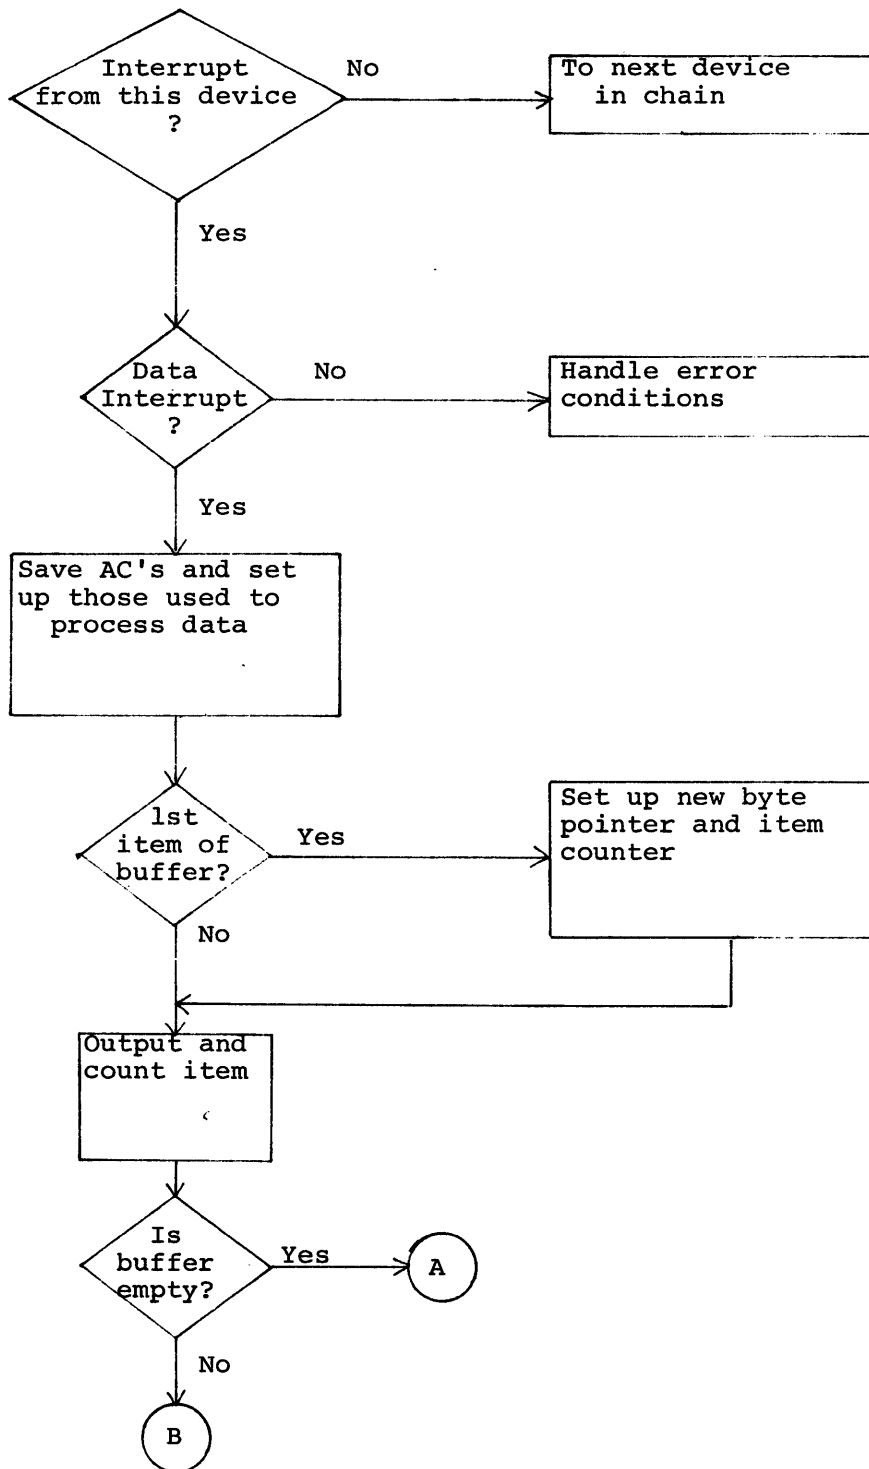 Interrupt
from this device
?
No
To next device
in chain
Yes
Data
Interrupt
?
No
Handle error
conditions
Yes
Save AC's and set
up those used to
process data
1st
item of
buffer?
Yes
Set up new byte
pointer and item
counter
No
Output and
count item
Is
buffer
empty?
Yes
A
No
B